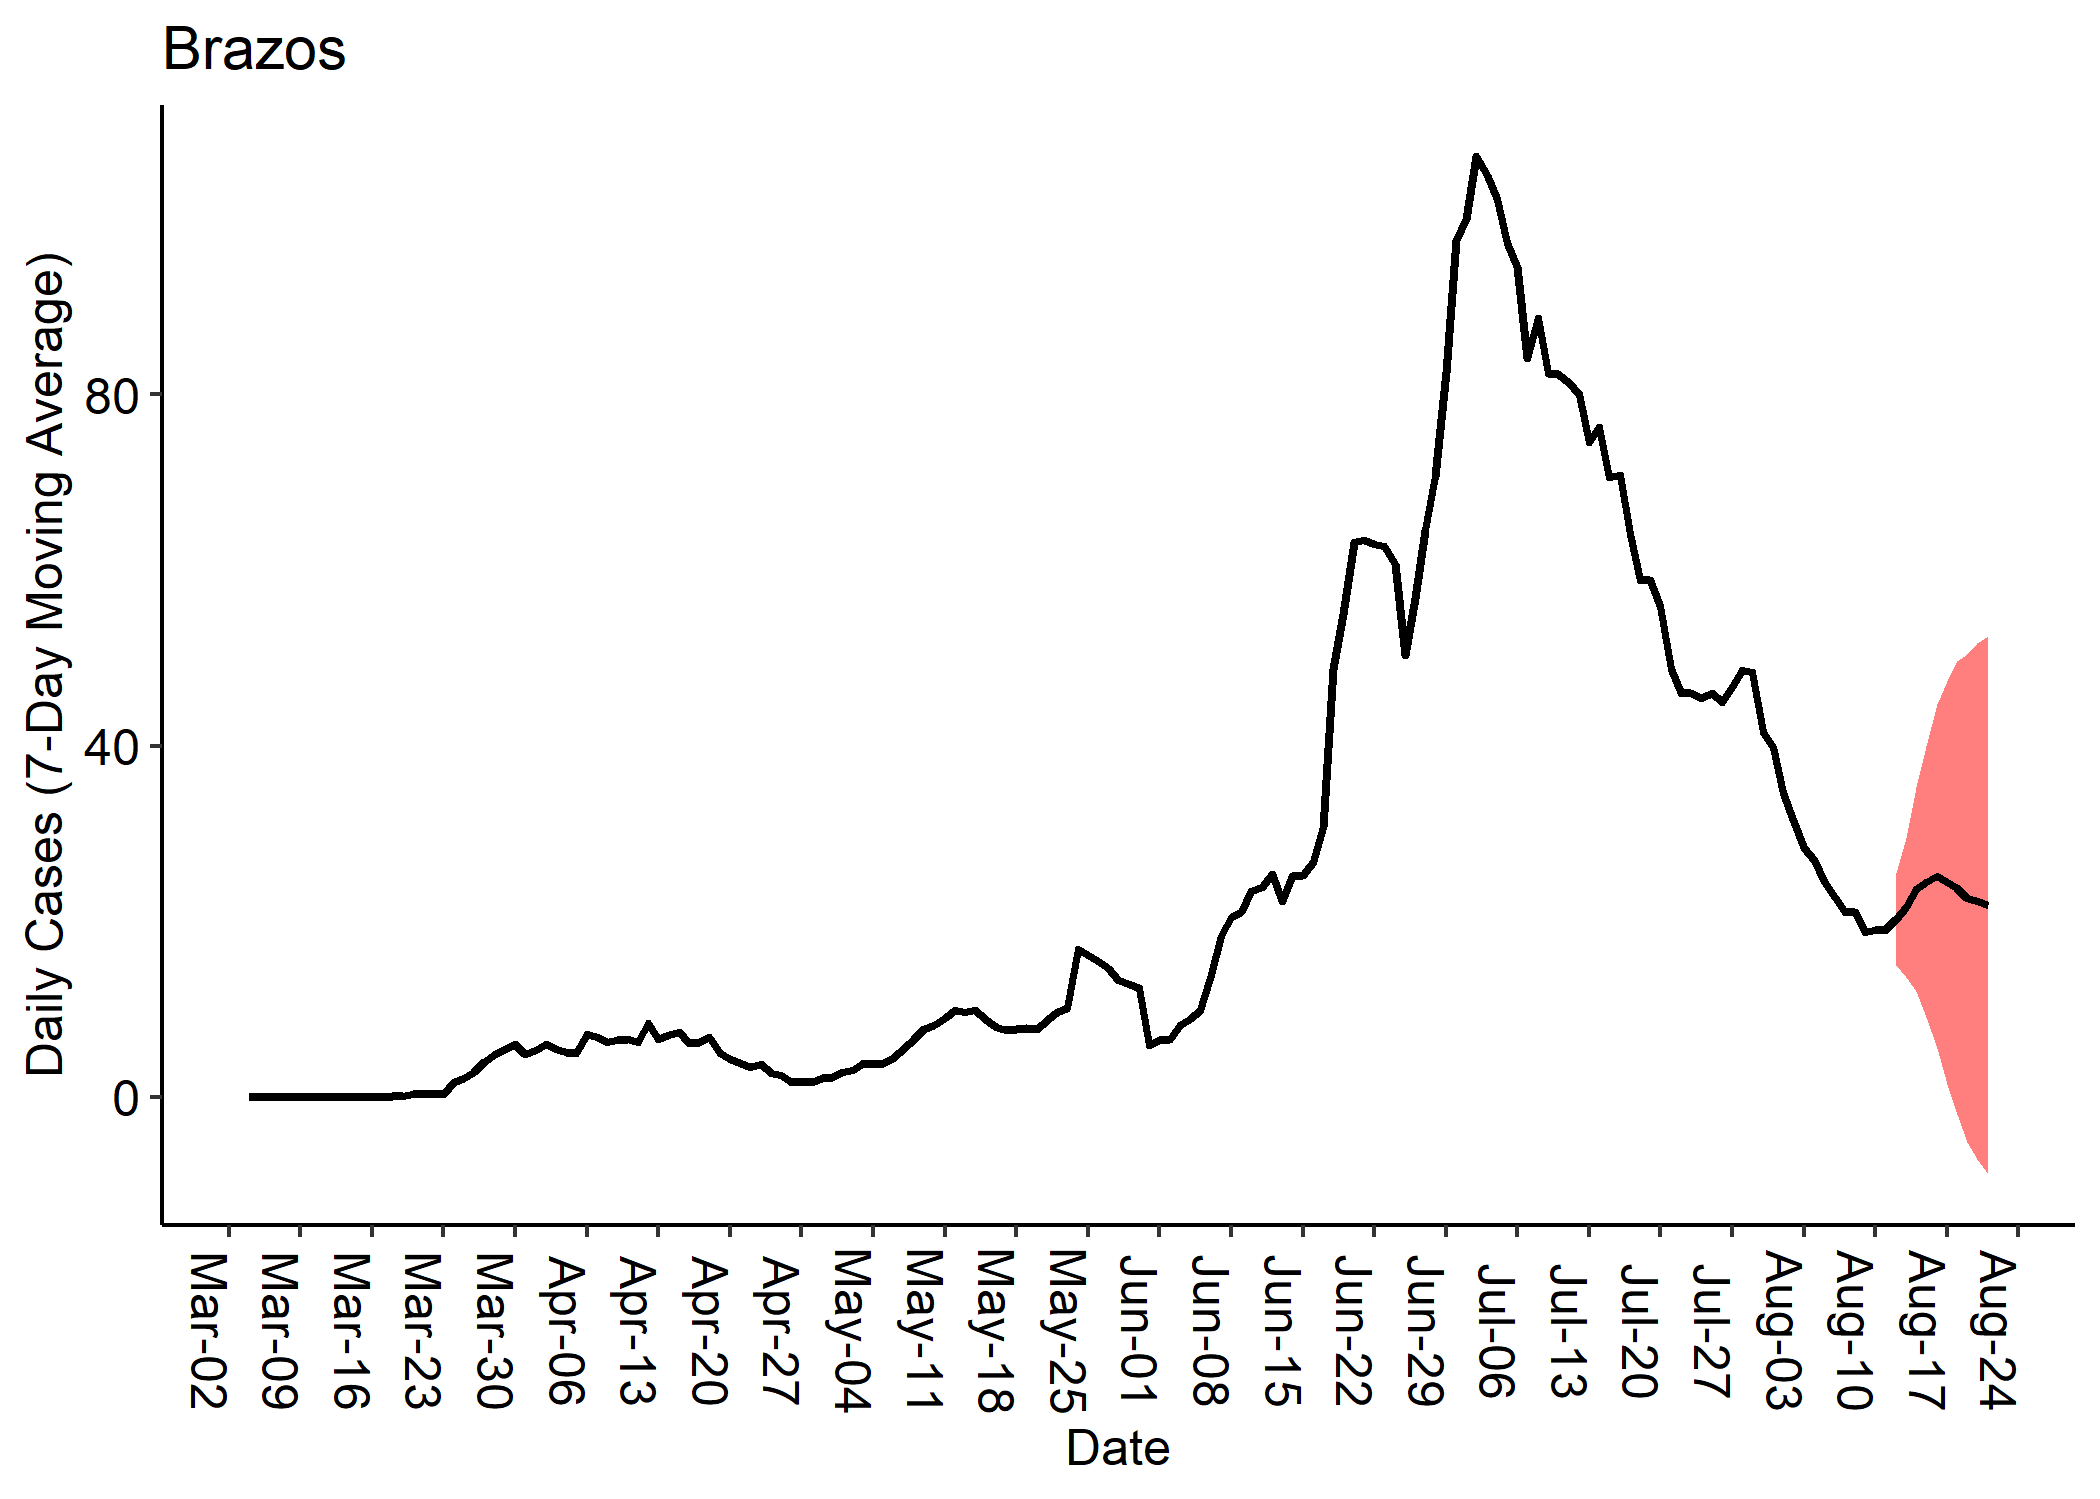 Brazos
Daily Cases (7-Day Moving Average)
80
40
0
Mar-02
Mar-09
Mar-16
Mar-23
Mar-30
Apr-06
Apr-13
Apr-20
Apr-27
May-04
May-11
May-18
May-25
Jun-01
Jun-08
Jun-15
Jun-22
Jun-29
Jul-06
Jul-13
Jul-20
Jul-27
Aug-03
Aug-10
Aug-17
Aug-24
Date